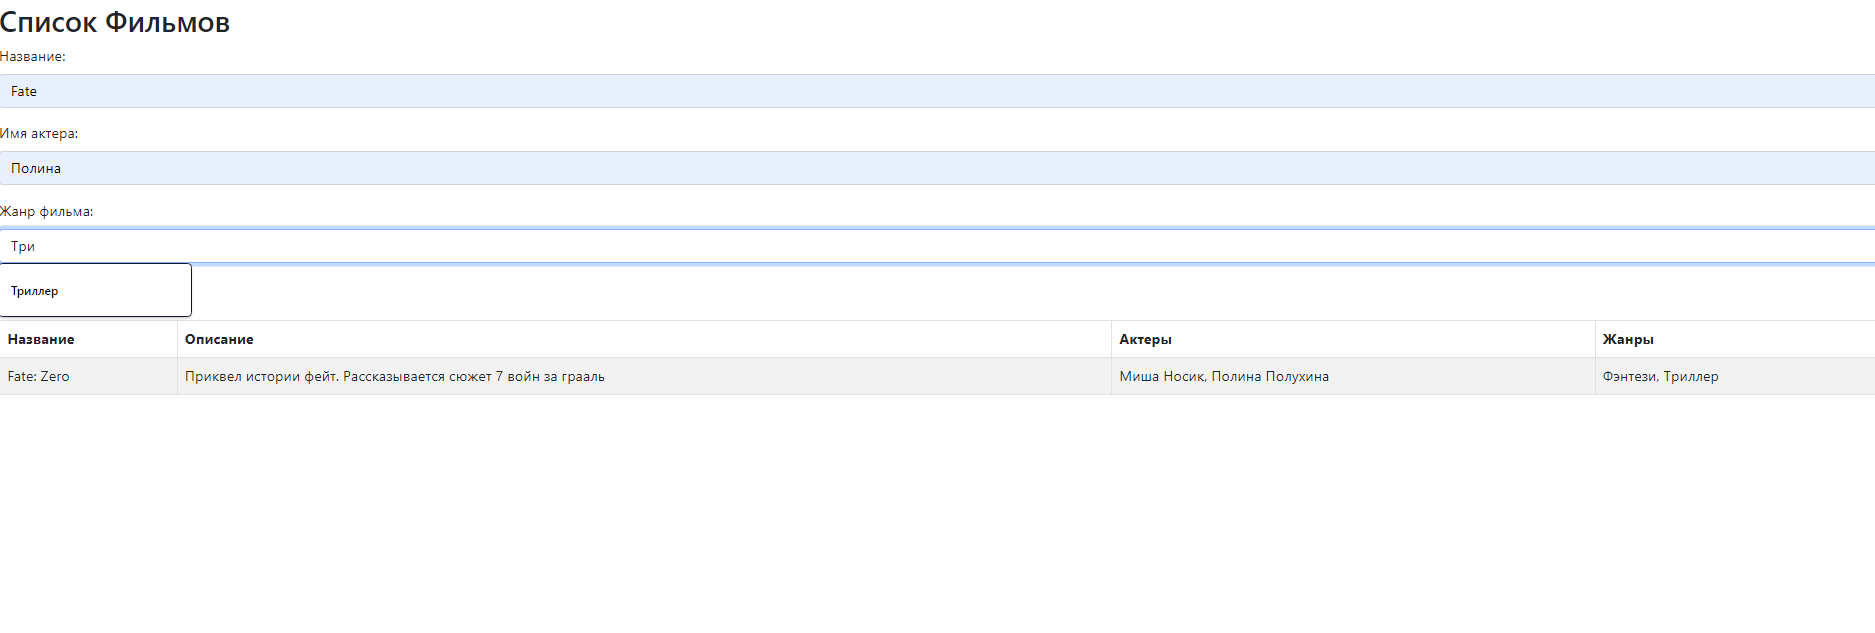 Список Фильмов
Название:
Fate
Имя актера:
Полина
Жанр фильма:
Три
Триллер
Название Описание Актеры Жанры
Fate: Zero Приквел истории фейт. Рассказывается сюжет 7 войн за грааль Миша Носик, Полина Полухина Фэнтези, Триллер